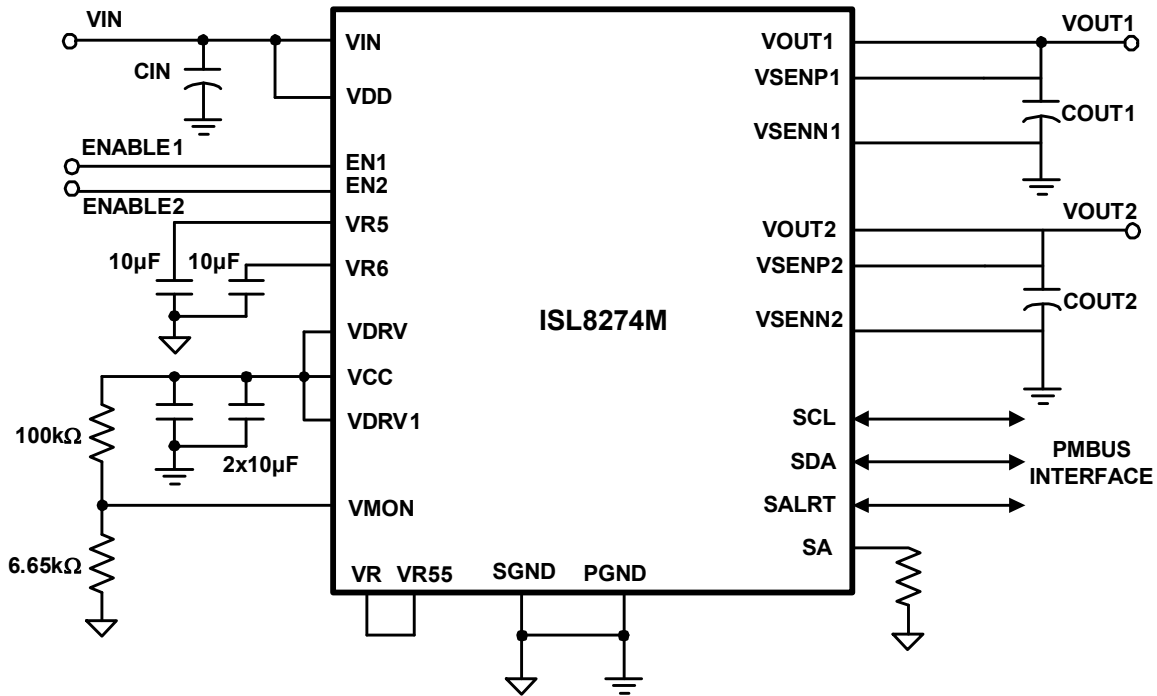 VIN
VIN
CIN
VDD
ENABLE1
EN1
EN2
ENABLE2
VR5
10µF 10µF
VR6
VDRV
VCC
VDRV1
100kΩ
2x10µF
VMON
6.65kΩ
VR VR55 SGND PGND
ISL8274M
VOUT1
VOUT1
VSENP1
COUT1
VSENN1
VOUT2
VOUT2
VSENP2
COUT2
VSENN2
SCL
SDA
SALRT
PMBUS
INTERFACE
SA